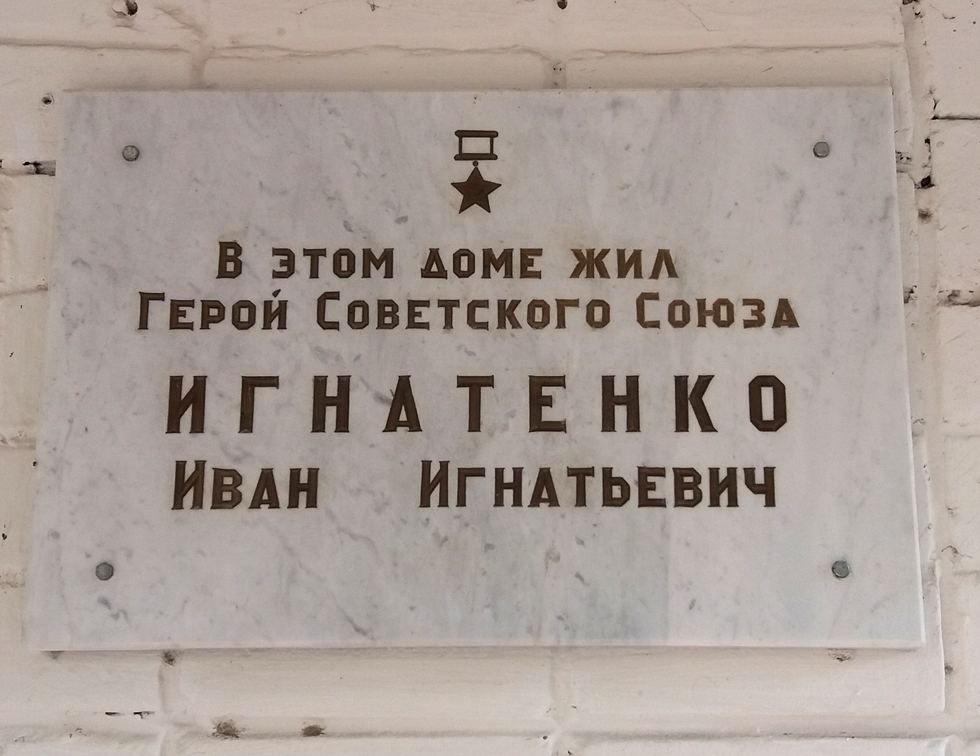 В этом доме жил
Герой Советского Союза
ИГНАТЕНКО
Иван Игнатьевич